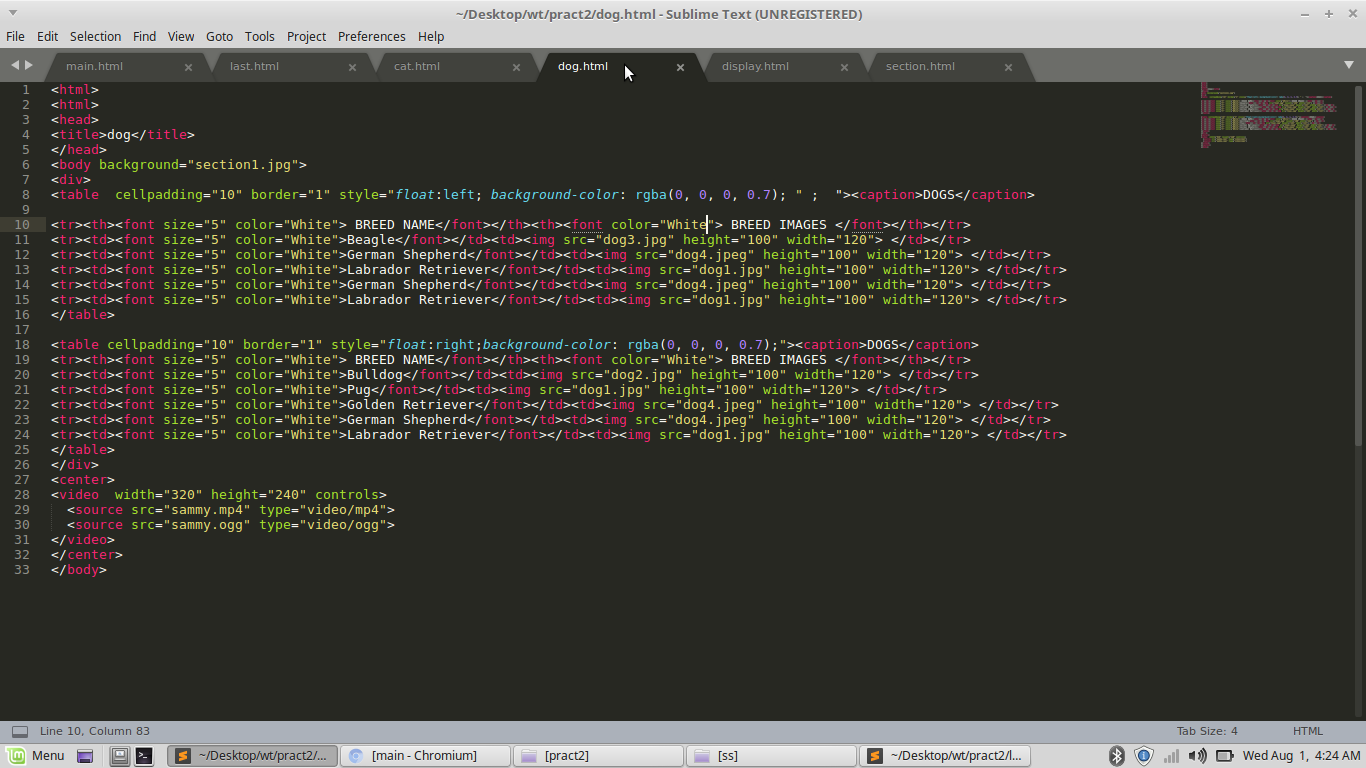 ~/Desktop/wt/pract2/dog.html - Sublime Text (UNREGISTERED)
File Edit Selection Find View Goto Tools Project Preferences Help
main.html last.html cat.html dog.html display.html section.html
1 <html>
2 <html>
3 <head>
4 <title>dog</title>
5 </head>
6 <body background="section1.jpg">
7 <div>
8 <table  cellpadding="10" border="1" style="float:left; background-color: rgba(0, 0, 0, 0.7); " ;  "><caption>DOGS</caption>
9
10 <tr><th><font size="5" color="White"> BREED NAME</font></th><th><font color="White"> BREED IMAGES </font></th></tr>
11 <tr><td><font size="5" color="White">Beagle</font></td><td><img src="dog3.jpg" height="100" width="120"> </td></tr>
12 <tr><td><font size="5" color="White">German Shepherd</font></td><td><img src="dog4.jpeg" height="100" width="120"> </td></tr>
13 <tr><td><font size="5" color="White">Labrador Retriever</font></td><td><img src="dog1.jpg" height="100" width="120"> </td></tr>
14 <tr><td><font size="5" color="White">German Shepherd</font></td><td><img src="dog4.jpeg" height="100" width="120"> </td></tr>
15 <tr><td><font size="5" color="White">Labrador Retriever</font></td><td><img src="dog1.jpg" height="100" width="120"> </td></tr>
16 </table>
17
18 <table cellpadding="10" border="1" style="float:right;background-color: rgba(0, 0, 0, 0.7);"><caption>DOGS</caption>
19 <tr><th><font size="5" color="White"> BREED NAME</font></th><th><font color="White"> BREED IMAGES </font></th></tr>
20 <tr><td><font size="5" color="White">Bulldog</font></td><td><img src="dog2.jpg" height="100" width="120"> </td></tr>
21 <tr><td><font size="5" color="White">Pug</font></td><td><img src="dog1.jpg" height="100" width="120"> </td></tr>
22 <tr><td><font size="5" color="White">Golden Retriever</font></td><td><img src="dog4.jpeg" height="100" width="120"> </td></tr>
23 <tr><td><font size="5" color="White">German Shepherd</font></td><td><img src="dog4.jpeg" height="100" width="120"> </td></tr>
24 <tr><td><font size="5" color="White">Labrador Retriever</font></td><td><img src="dog1.jpg" height="100" width="120"> </td></tr>
25 </table>
26 </div>
27 <center>
28 <video  width="320" height="240" controls>
29   <source src="sammy.mp4" type="video/mp4">
30   <source src="sammy.ogg" type="video/ogg">
31 </video>
32 </center>
33 </body>
Line 10, Column 83 Tab Size: 4 HTML
Menu ~/Desktop/wt/pract2/... [main - Chromium] [pract2] [ss] ~/Desktop/wt/pract2/l... Wed Aug 1, 4:24 AM